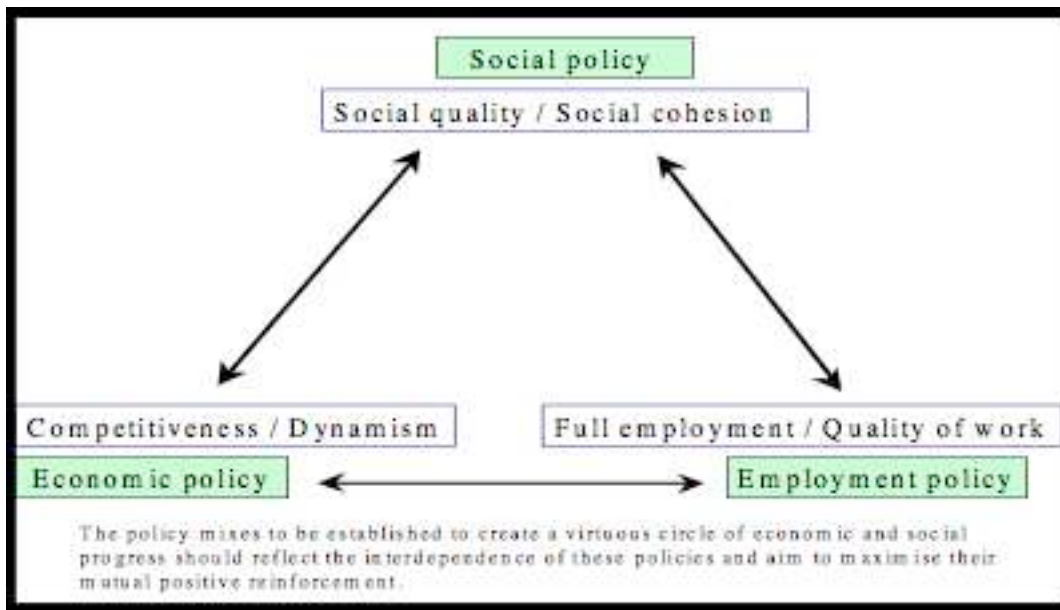 Social policy
Social quality / Social cohesion
Competitiveness / Dynamism
Full employment / Quality of work
Economic policy
Employment policy
The policy mixes to be established to create a virtuous circle of economic and social
progress should reflect the interdependence of these policies and aim to maximise their
mutual positive reinforcement.